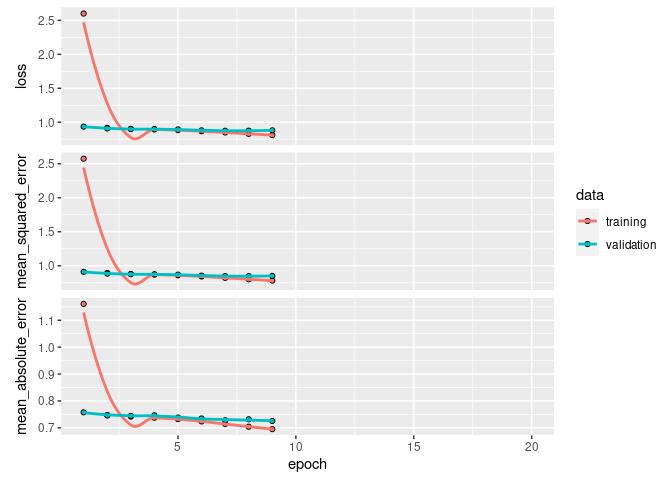 loss
2.5
2.0
1.5
1.0
mean_squared_error
2.5
2.0
1.5
1.0
mean_absolute_error
1.1
1.0
0.9
0.8
0.7
5
10
15
20
epoch
data
training
validation